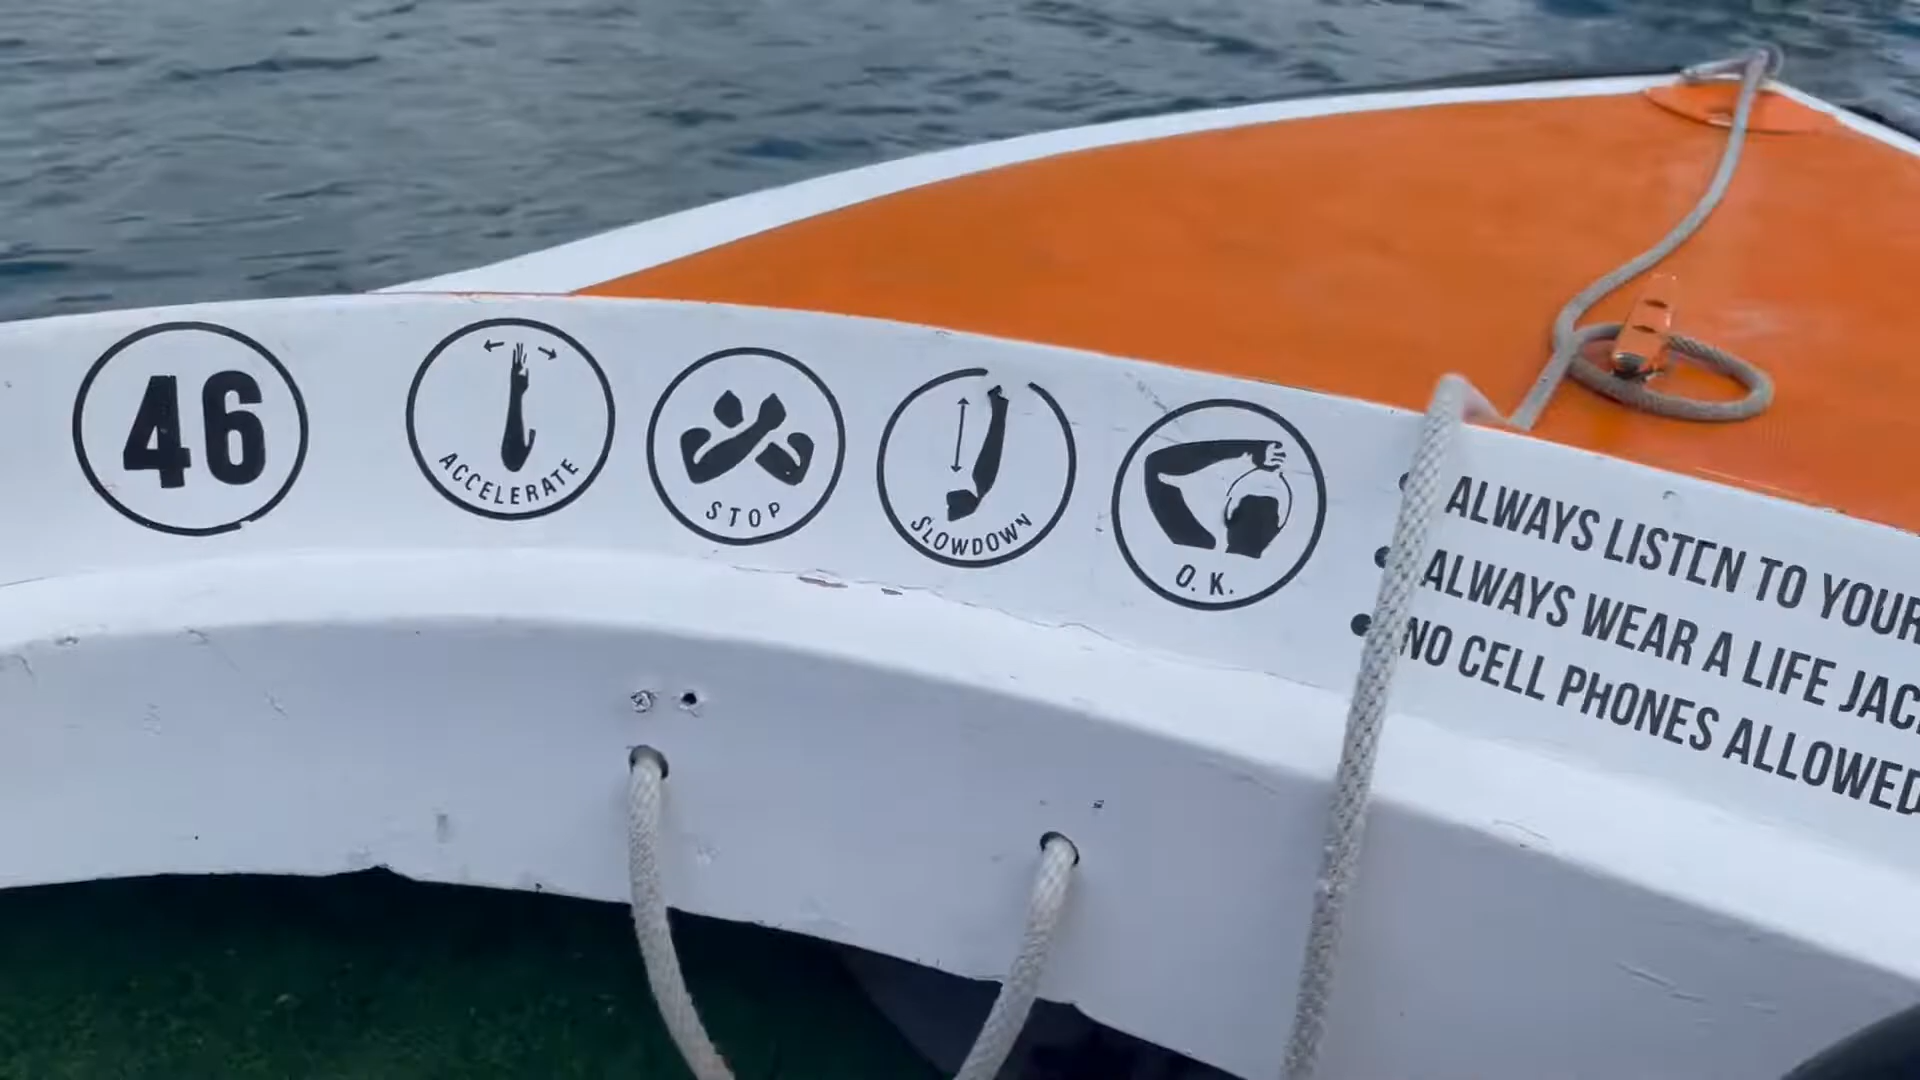 46
ACCELERATE
STOP
SLOWDOWN
O.K.
ALWAYS LISTEN TO YOUR
ALWAYS WEAR A LIFE
NO CELL PHONES ALLOWED